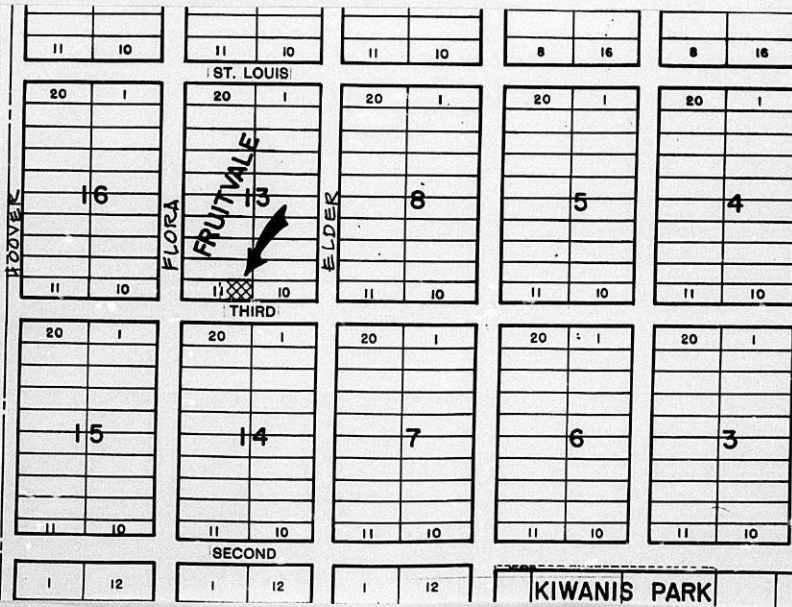 11 10 11 10 11 10 8 16 8 16
ST. LOUIS
20 1 20 1 20 1 20 1 20 1
HOOVER
16
FLORA
FRUITVALE
13
ELDER
8
5
4
11 10 11 10 11 10 11 10 11 10
THIRD
20 1 20 1 20 1 20 1 20 1
15
14
7
6
3
11 10 11 10 11 10 11 10 11 10
SECOND
1 12 1 12 1 12
KIWANIS PARK